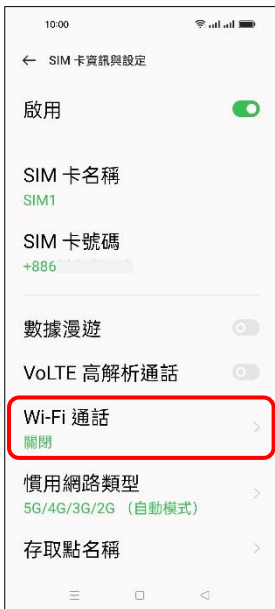 10:00
← SIM 卡資訊與設定
啟用
SIM 卡名稱
SIM1
SIM 卡號碼
+886
數據漫遊
VoLTE 高解析通話
Wi-Fi 通話
關閉
慣用網路類型
5G/4G/3G/2G （自動模式）
存取點名稱